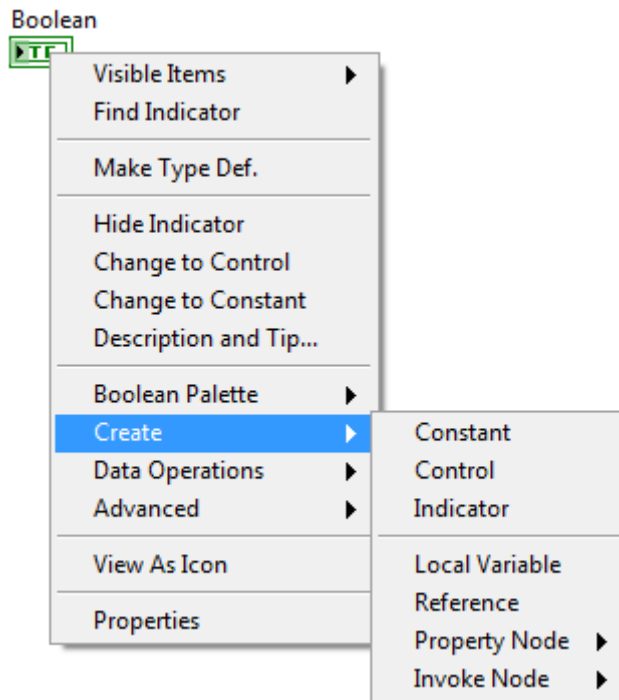 Boolean
TF
Visible Items
Find Indicator
Make Type Def.
Hide Indicator
Change to Control
Change to Constant
Description and Tip...
Boolean Palette
Create
Data Operations
Advanced
View As Icon
Properties
Constant
Control
Indicator
Local Variable
Reference
Property Node
Invoke Node